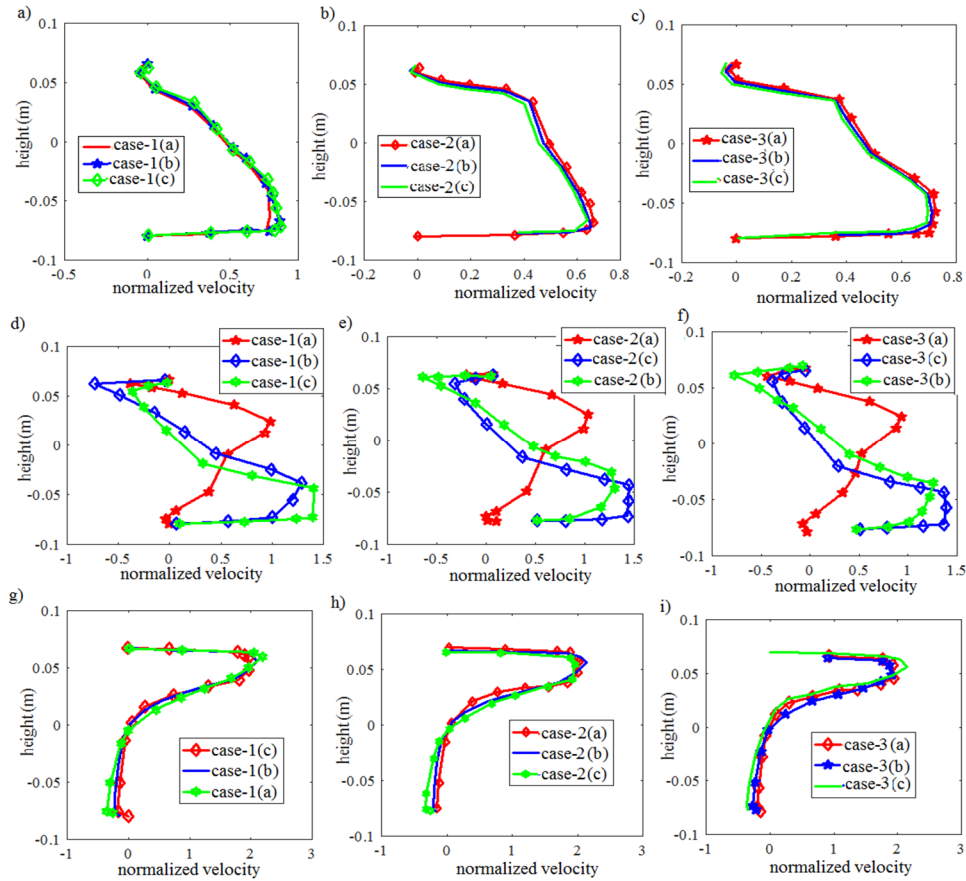 a)
0.1
0.05
0
-0.05
-0.1
height(m)
case-1(a)
case-1(b)
case-1(c)
-0.5
0
0.5
1
normalized velocity
b)
0.1
0.05
0
-0.05
-0.1
height(m)
case-2(a)
case-2(b)
case-2(c)
-0.2
0
0.2
0.4
0.6
0.8
normalized velocity
c)
0.1
0.05
0
-0.05
-0.1
height(m)
case-3(a)
case-3(b)
case-3(c)
-0.2
0
0.2
0.4
0.6
0.8
normalized velocity
d)
0.1
0.05
0
-0.05
-0.1
height(m)
case-1(a)
case-1(b)
case-1(c)
-1
-0.5
0
0.5
1
1.5
normalized velocity
e)
0.1
0.05
0
-0.05
-0.1
height(m)
case-2(a)
case-2(c)
case-2(b)
-1
-0.5
0
0.5
1
1.5
normalized velocity
f)
0.1
0.05
0
-0.05
-0.1
height(m)
case-3(a)
case-3(c)
case-3(b)
-1
-0.5
0
0.5
1
1.5
normalized velocity
g)
0.1
0.05
0
-0.05
-0.1
height(m)
case-1(c)
case-1(b)
case-1(a)
-1
0
1
2
3
normalized velocity
h)
0.1
0.05
0
-0.05
-0.1
height(m)
case-2(a)
case-2(b)
case-2(c)
-1
0
1
2
3
normalized velocity
i)
0.1
0.05
0
-0.05
-0.1
height(m)
case-3(a)
case-3(b)
case-3(c)
-1
0
1
2
3
normalized velocity